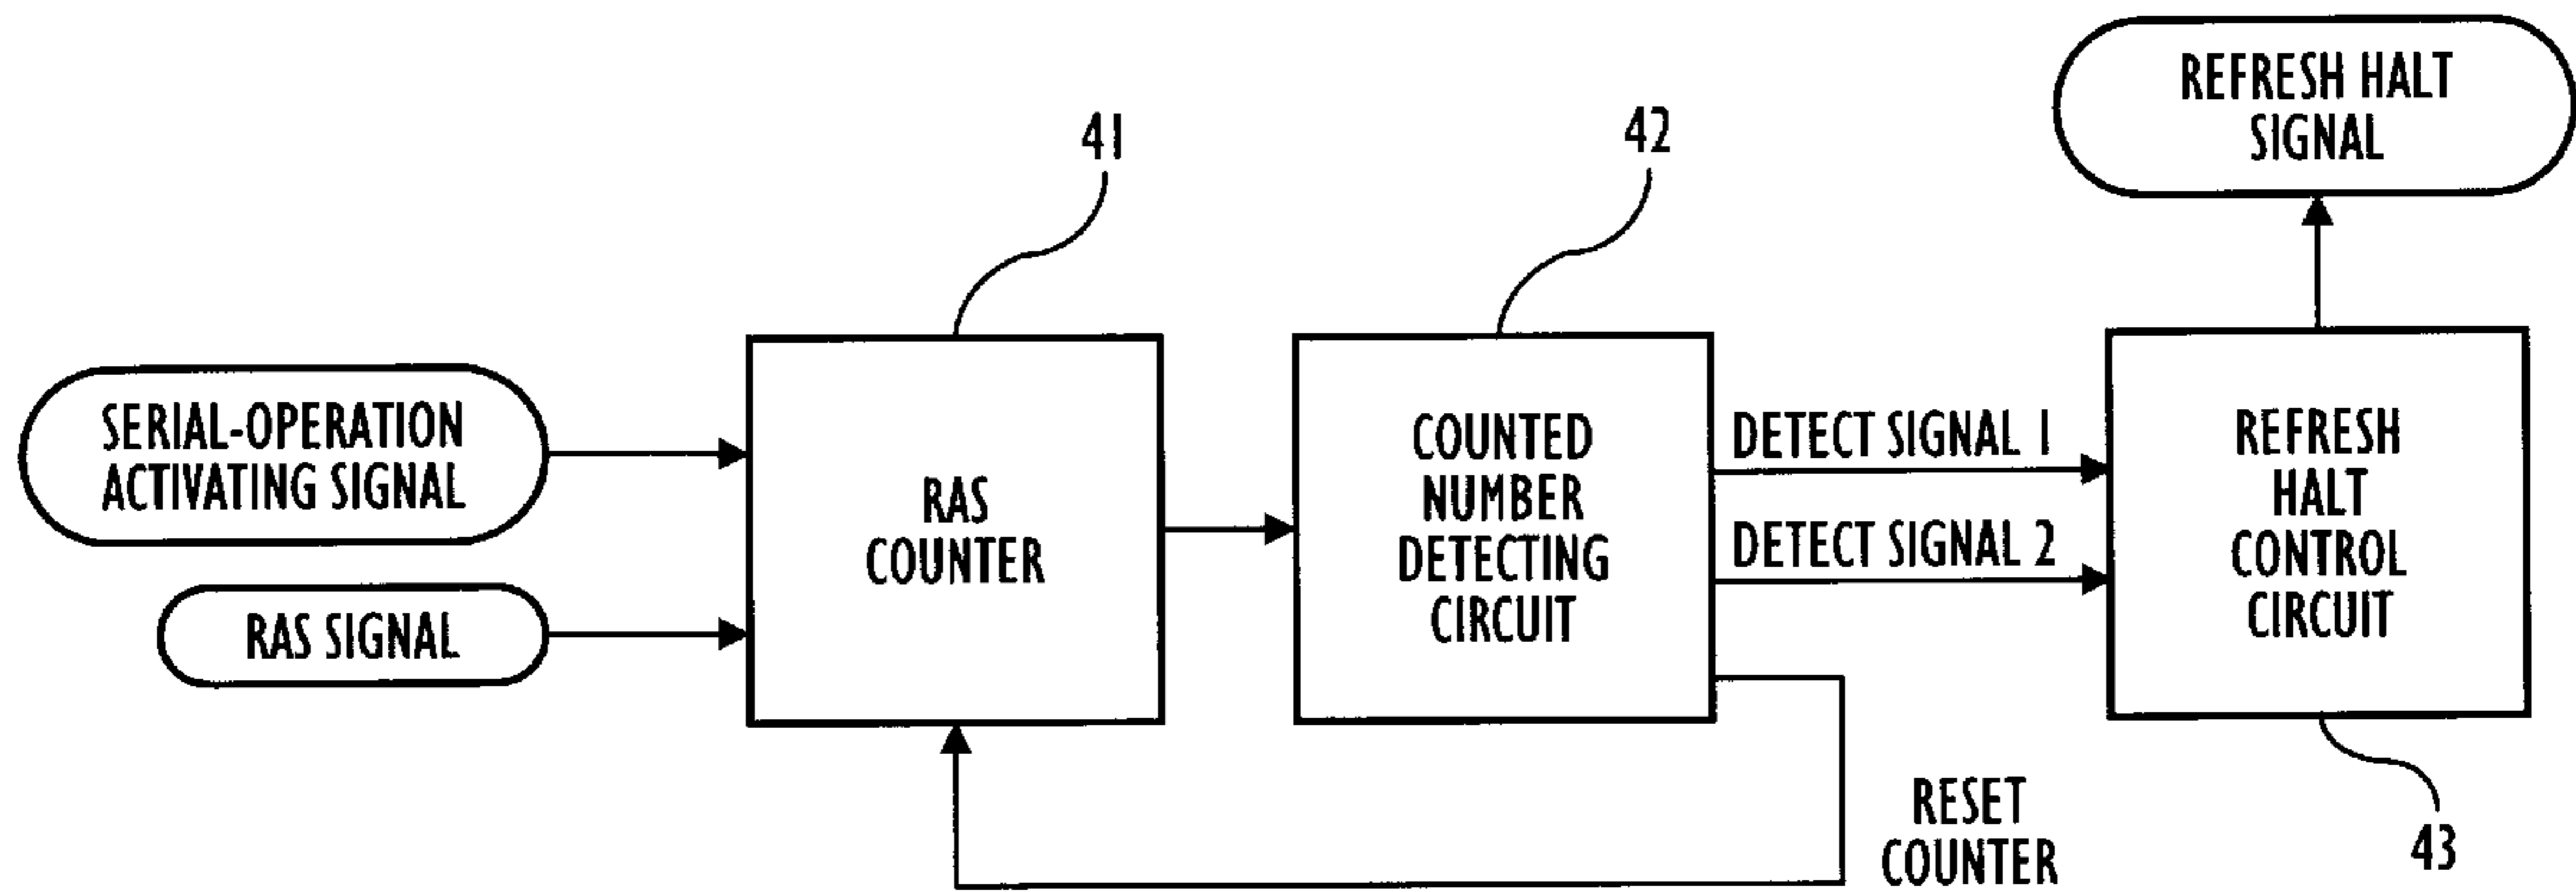 REFRESH HALT
SIGNAL
41
42
SERIAL-OPERATION
ACTIVATING SIGNAL
RAS SIGNAL
RAS
COUNTER
COUNTED
NUMBER
DETECTING
CIRCUIT
DETECT SIGNAL 1
DETECT SIGNAL 2
REFRESH
HALT
CONTROL
CIRCUIT
RESET
COUNTER
43